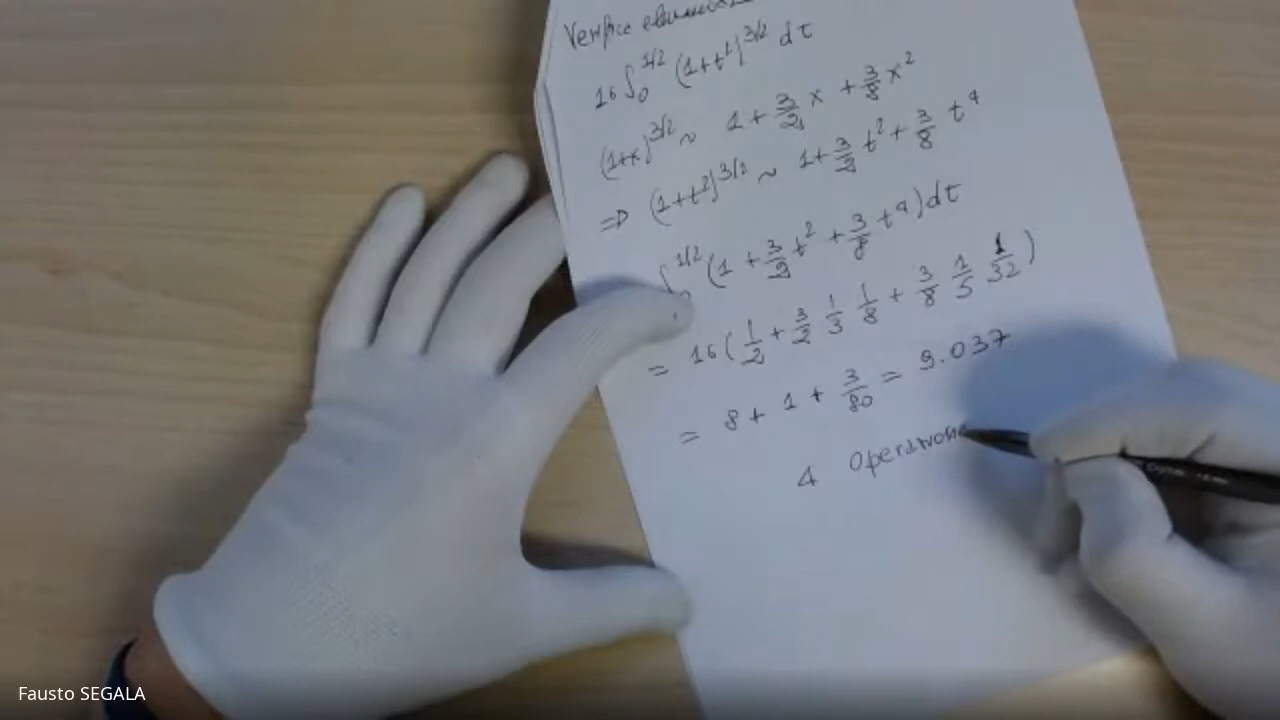 Verifica
16 ∫₀^{1/2} (1+t²)^{3/2} dt
(1+x)^{3/2} ~ 1 + 3/2 x + 3/8 x²
⇒ (1+t²)^{3/2} ~ 1 + 3/2 t² + 3/8 t⁴
∫^{1/2} (1 + 3/2 t² + 3/8 t⁴) dt
= 16 ( 1/2 + 3/2 1/3 1/8 + 3/8 1/5 1/32 )
= 8 + 1 + 3/80 = 9.037
4 operazione
Fausto SEGALA